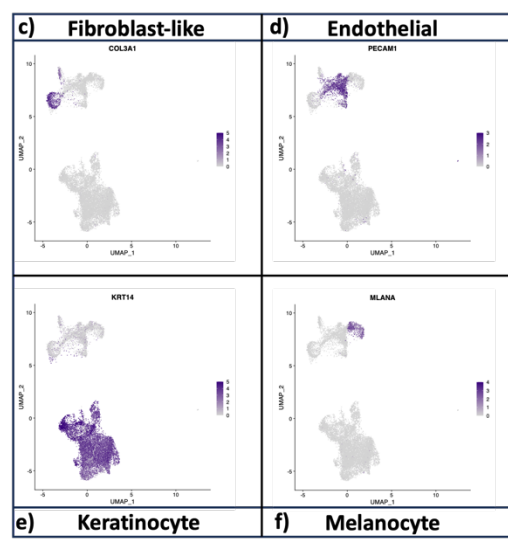 c) Fibroblast-like
d) Endothelial
COL3A1
10
5
0
-5
UMAP_2
-5 0 5 10
UMAP_1
5
4
3
2
1
0
PECAM1
10
5
0
-5
UMAP_2
-5 0 5 10
UMAP_1
3
2
1
0
KRT14
10
5
0
-5
UMAP_2
-5 0 5 10
UMAP_1
5
4
3
2
1
0
MLANA
10
5
0
-5
UMAP_2
-5 0 5 10
UMAP_1
4
3
2
1
0
e) Keratinocyte
f) Melanocyte